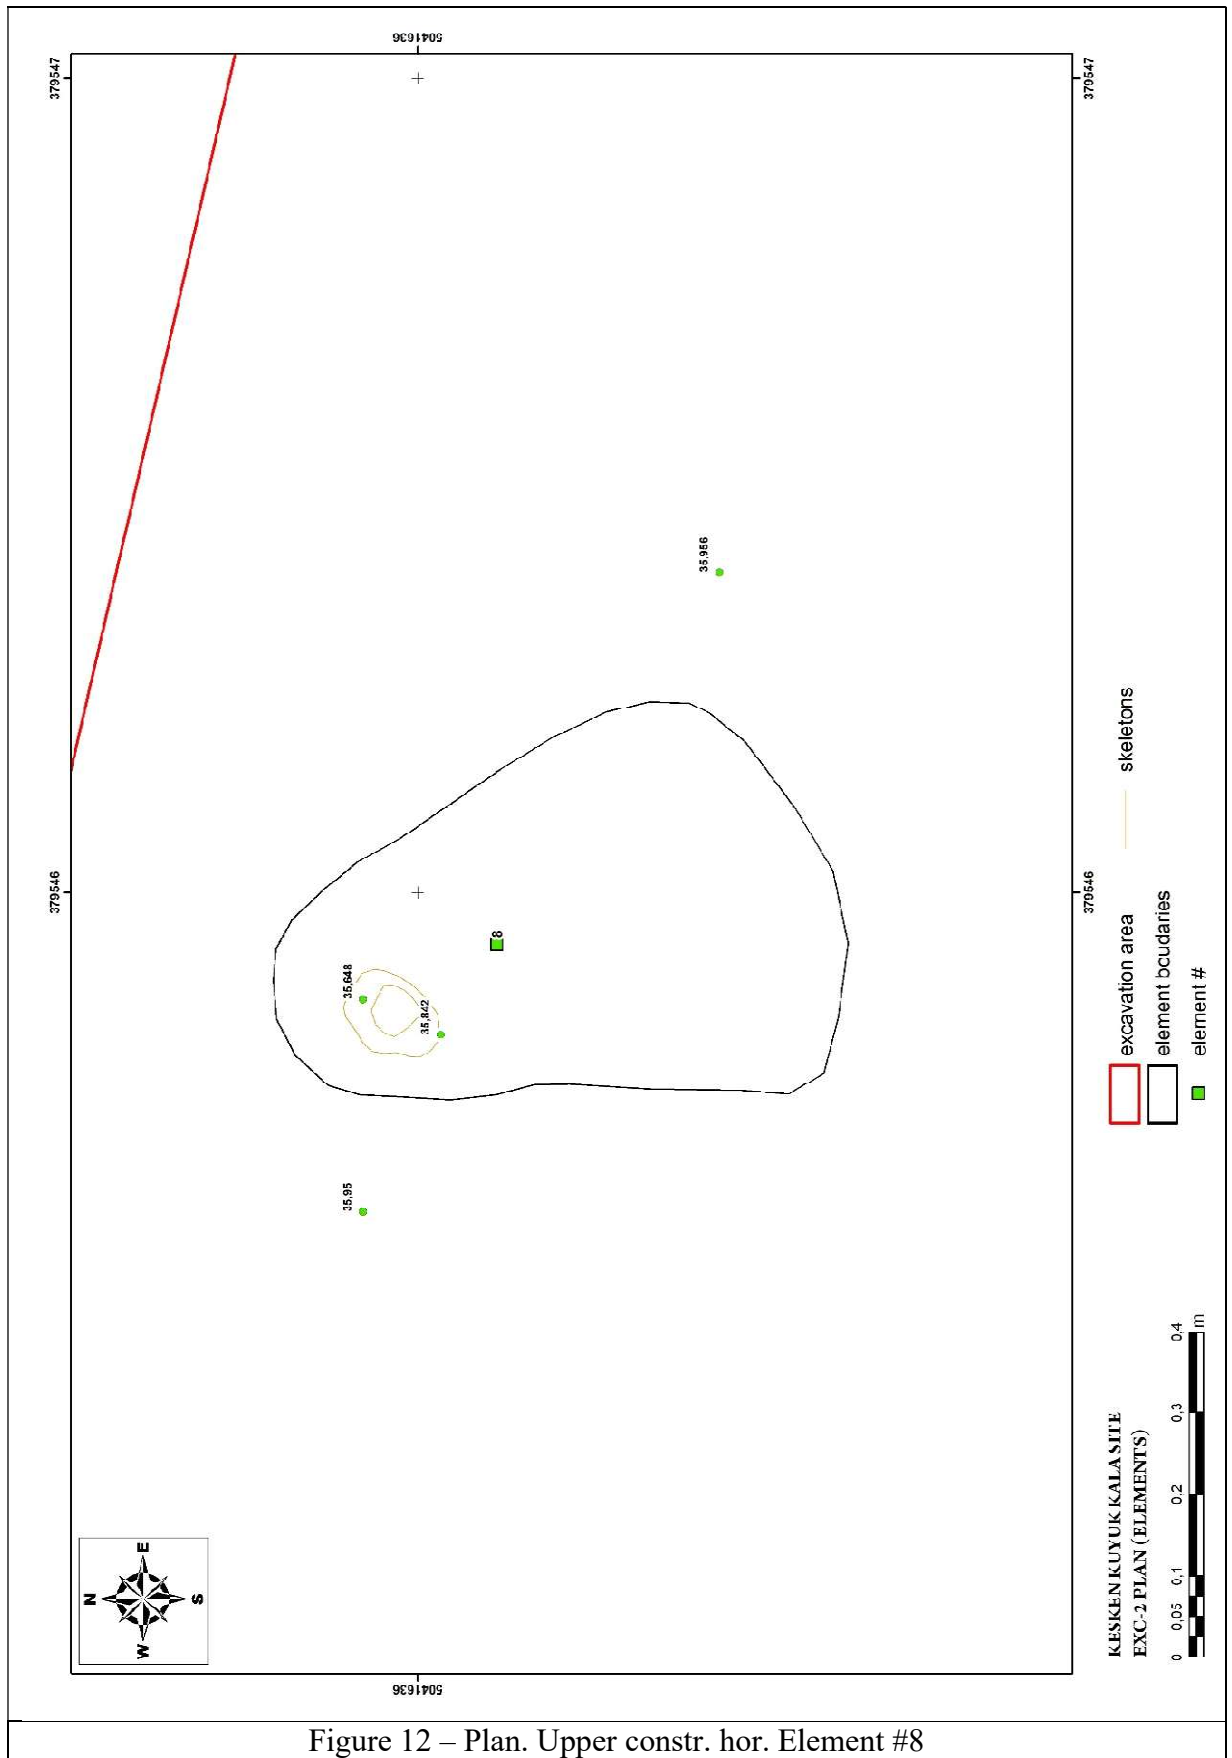 5041636
379547
379547
35,956
379546
379546
8
35,648
35,842
35,95
N
E
S
W
5041636
excavation area
skeletons
element bcudaries
element #
KESKEN KUYUK KALA SITE
EXC-2 PLAN (ELEMENTS)
0 0,05 0,1 0,2 0,3 0,4
m
Figure 12 – Plan. Upper constr. hor. Element #8